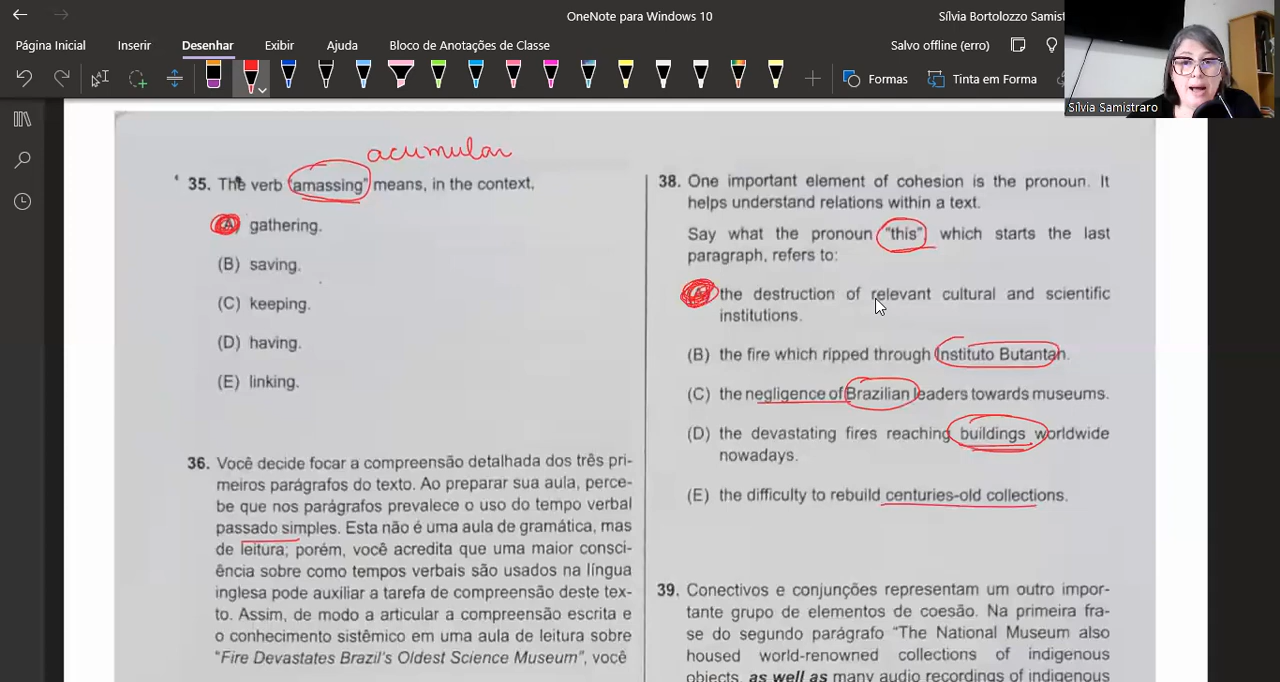 OneNote para Windows 10
Sílvia Bortolozzo Samist
Página Inicial
Inserir
Desenhar
Exibir
Ajuda
Bloco de Anotações de Classe
Salvo offline (erro)
Formas
Tinta em Forma
Sílvia Samistraro
acumular
35. The verb "amassing" means, in the context,
(A) gathering.
(B) saving.
(C) keeping.
(D) having.
(E) linking.
36. Você decide focar a compreensão detalhada dos três pri-
meiros parágrafos do texto. Ao preparar sua aula, perce-
be que nos parágrafos prevalece o uso do tempo verbal
passado simples. Esta não é uma aula de gramática, mas
de leitura; porém, você acredita que uma maior consci-
ência sobre como tempos verbais são usados na língua
inglesa pode auxiliar a tarefa de compreensão deste tex-
to. Assim, de modo a articular a compreensão escrita e
o conhecimento sistêmico em uma aula de leitura sobre
"Fire Devastates Brazil's Oldest Science Museum", você
38. One important element of cohesion is the pronoun. It
helps understand relations within a text.
Say what the pronoun "this", which starts the last
paragraph, refers to:
(A) the destruction of relevant cultural and scientific
institutions.
(B) the fire which ripped through Instituto Butantan.
(C) the negligence of Brazilian leaders towards museums.
(D) the devastating fires reaching buildings worldwide
nowadays.
(E) the difficulty to rebuild centuries-old collections.
39. Conectivos e conjunções representam um outro impor-
tante grupo de elementos de coesão. Na primeira fra-
se do segundo parágrafo "The National Museum also
housed world-renowned collections of indigenous
objects, as well as many audio recordings of indigenous